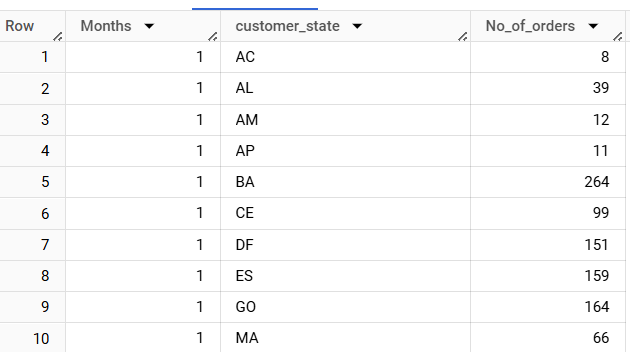 Row Months customer_state No_of_orders
1 1 AC 8
2 1 AL 39
3 1 AM 12
4 1 AP 11
5 1 BA 264
6 1 CE 99
7 1 DF 151
8 1 ES 159
9 1 GO 164
10 1 MA 66